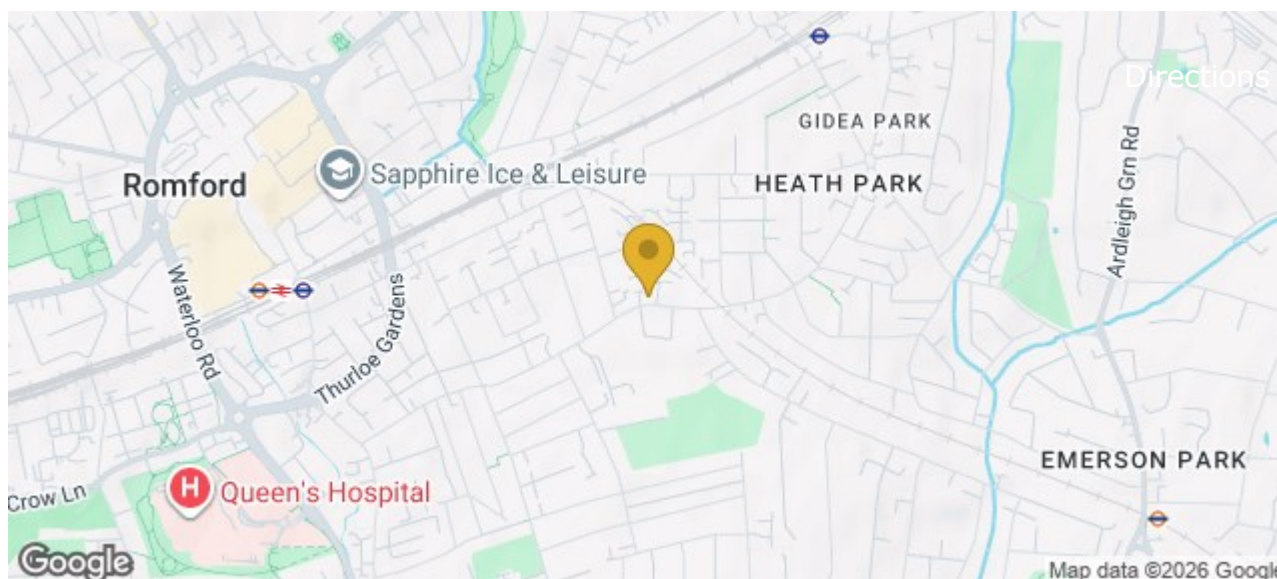 Directions
GIDEA PARK
Sapphire Ice & Leisure
Romford
HEATH PARK
Ardleigh Grn Rd
Waterloo Rd
Thurloe Gardens
EMERSON PARK
Crow Ln
H
Queen's Hospital
Google
Map data ©2026 Google